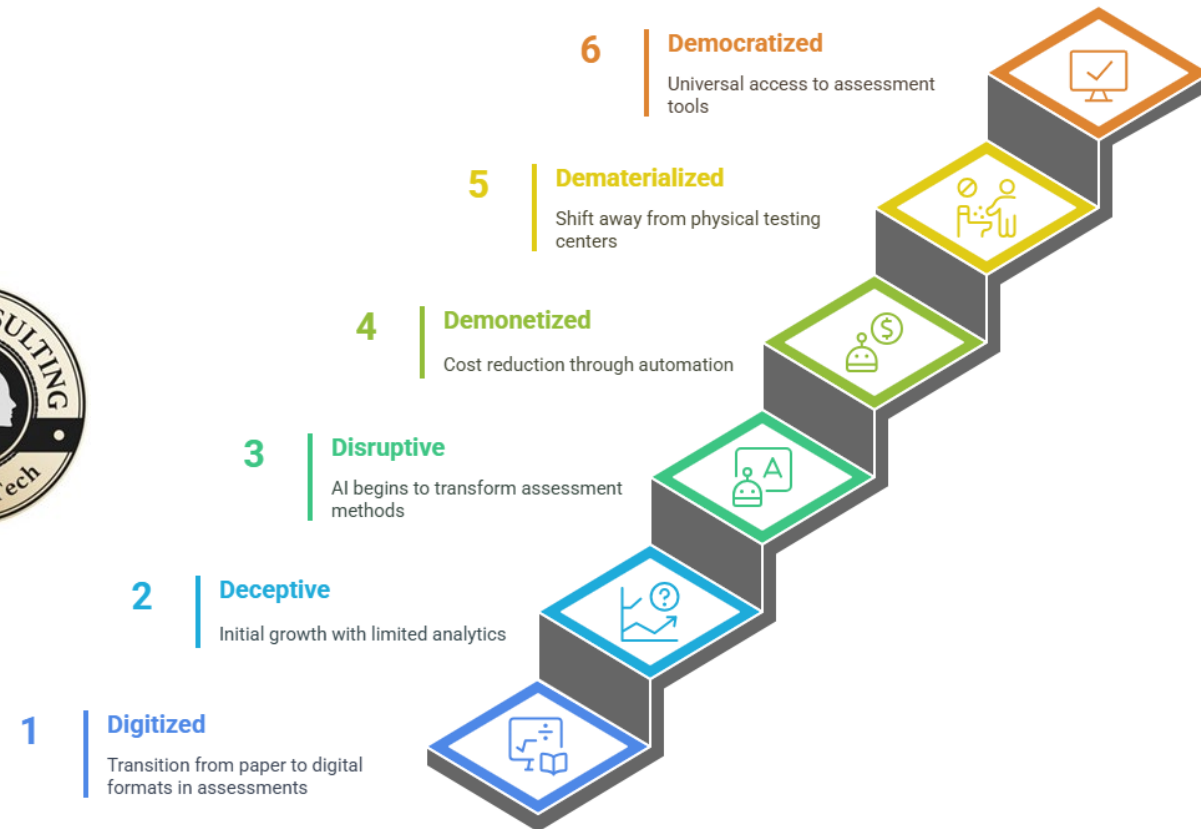 6
Democratized
Universal access to assessment
tools
5
Dematerialized
Shift away from physical testing
centers
4
Demonetized
Cost reduction through automation
3
Disruptive
AI begins to transform assessment
methods
2
Deceptive
Initial growth with limited analytics
1
Digitized
Transition from paper to digital
formats in assessments